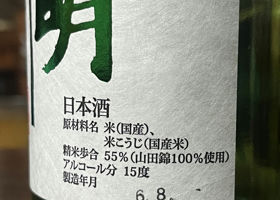 明
日本酒
原材料名 米(国産)、
米こうじ(国産米)
精米歩合 55%(山田錦100%使用)
アルコール分 15度
製造年月
6.8.